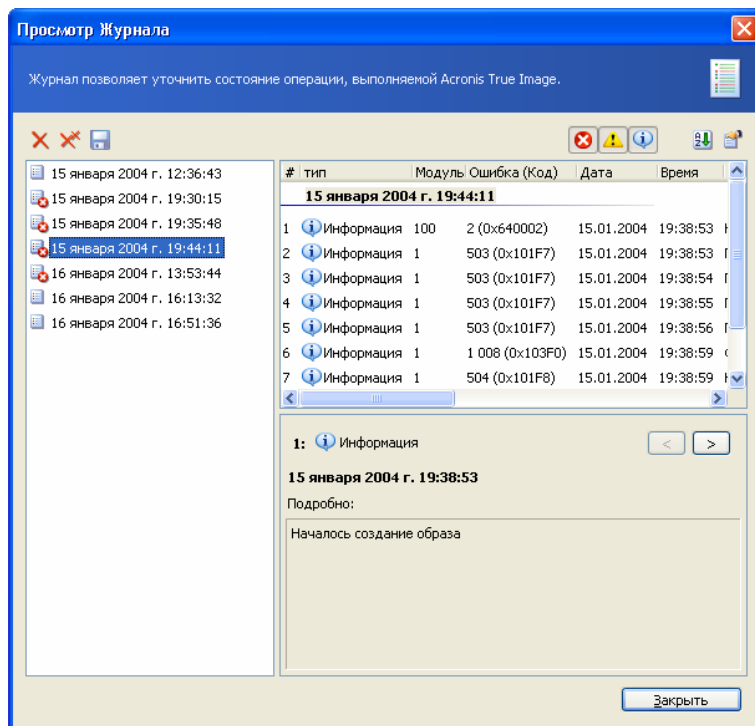 Просмотр Журнала
Журнал позволяет уточнить состояние операции, выполняемой Acronis True Image.
15 января 2004 г. 12:36:43
15 января 2004 г. 19:30:15
15 января 2004 г. 19:35:48
15 января 2004 г. 19:44:11
16 января 2004 г. 13:53:44
16 января 2004 г. 16:13:32
16 января 2004 г. 16:51:36
# тип Модуль Ошибка (Код) Дата Время
15 января 2004 г. 19:44:11
1 Информация 100 2 (0x640002) 15.01.2004 19:38:53
2 Информация 1 503 (0x101F7) 15.01.2004 19:38:53
3 Информация 1 503 (0x101F7) 15.01.2004 19:38:54
4 Информация 1 503 (0x101F7) 15.01.2004 19:38:55
5 Информация 1 503 (0x101F7) 15.01.2004 19:38:56
6 Информация 1 1 008 (0x103F0) 15.01.2004 19:38:59
7 Информация 1 504 (0x101F8) 15.01.2004 19:38:59
1: Информация
< >
15 января 2004 г. 19:38:53
Подробно:
Началось создание образа
Закрыть